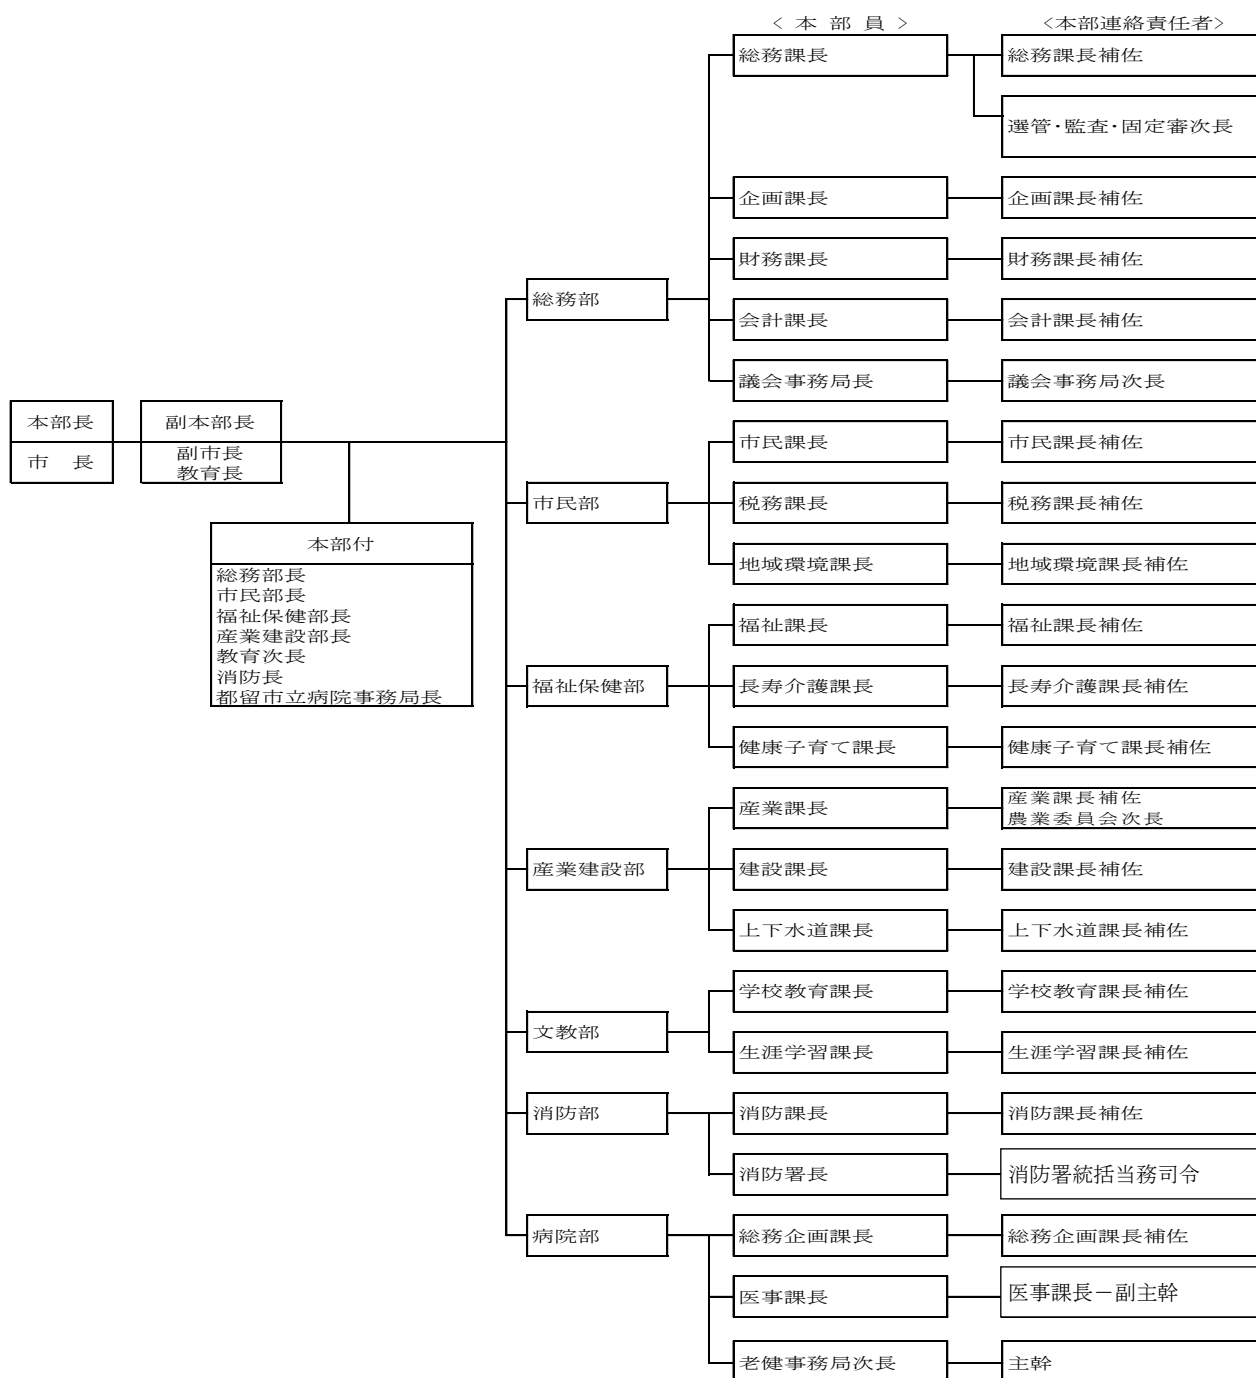 <本部員>
<本部連絡責任者>
総務課長
総務課長補佐
選管・監査・固定審次長
企画課長
企画課長補佐
財務課長
財務課長補佐
総務部
会計課長
会計課長補佐
議会事務局長
議会事務局次長
本部長
市　長
副本部長
副市長
教育長
本部付
総務部長
市民部長
福祉保健部長
産業建設部長
教育次長
消防長
都留市立病院事務局長
市民課長
市民課長補佐
市民部
税務課長
税務課長補佐
地域環境課長
地域環境課長補佐
福祉課長
福祉課長補佐
福祉保健部
長寿介護課長
長寿介護課長補佐
健康子育て課長
健康子育て課長補佐
産業課長
産業課長補佐
農業委員会次長
産業建設部
建設課長
建設課長補佐
上下水道課長
上下水道課長補佐
学校教育課長
学校教育課長補佐
文教部
生涯学習課長
生涯学習課長補佐
消防部
消防課長
消防課長補佐
消防署長
消防署統括当務司令
病院部
総務企画課長
総務企画課長補佐
医事課長
医事課長－副主幹
老健事務局次長
主幹